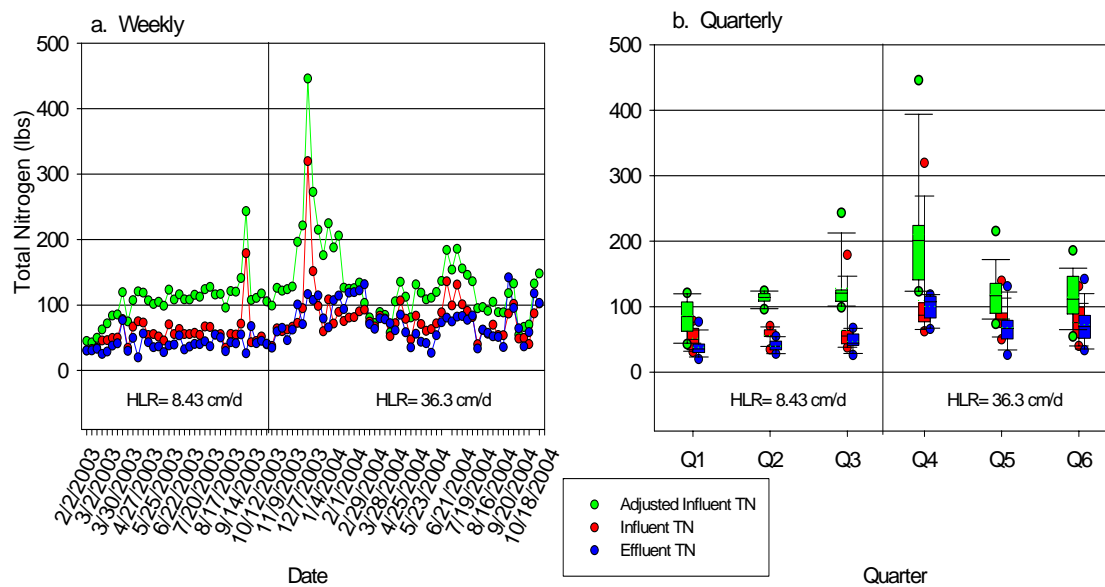 a. Weekly
b. Quarterly
Total Nitrogen (lbs)
500
400
300
200
100
0
HLR= 8.43 cm/d
HLR= 36.3 cm/d
2/2/2003
3/2/2003
3/30/2003
4/27/2003
5/25/2003
6/22/2003
7/20/2003
8/17/2003
9/14/2003
10/12/2003
11/9/2003
12/7/2003
1/4/2004
2/1/2004
2/29/2004
3/28/2004
4/25/2004
5/23/2004
6/21/2004
7/19/2004
8/16/2004
9/20/2004
10/18/2004
Date
500
400
300
200
100
0
HLR= 8.43 cm/d
HLR= 36.3 cm/d
Q1 Q2 Q3 Q4 Q5 Q6
Adjusted Influent TN
Influent TN
Effluent TN
Quarter